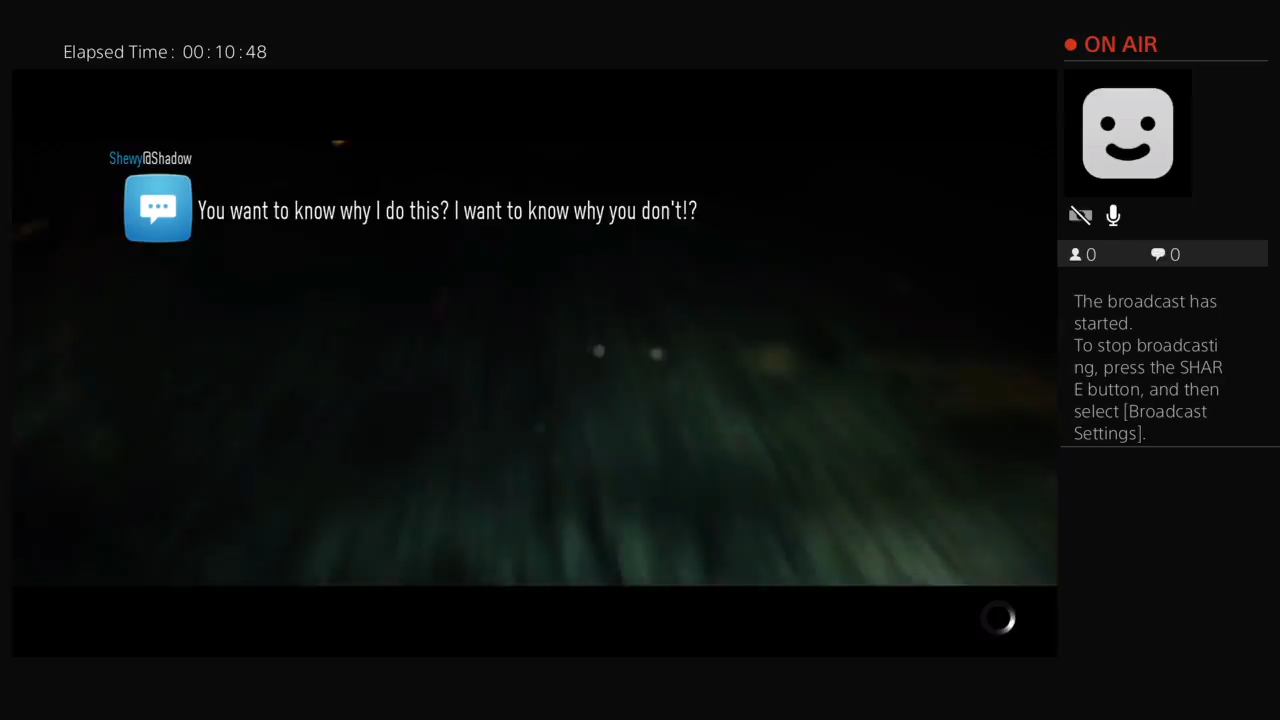 Elapsed Time: 00:10:48
ON AIR
Shewy@Shadow
You want to know why I do this? I want to know why you don't!?
0
0
The broadcast has
started.
To stop broadcasti
ng, press the SHAR
E button, and then
select [Broadcast
Settings].